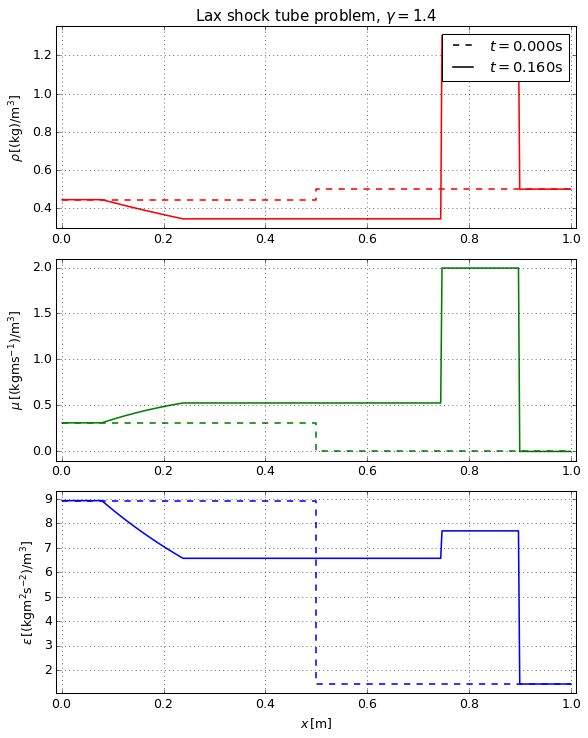 Lax shock tube problem, γ = 1.4
t = 0.000s
t = 0.160s
ρ [(kg)/m³]
1.2
1.0
0.8
0.6
0.4
0.0 0.2 0.4 0.6 0.8 1.0
μ [(kgms⁻¹)/m³]
2.0
1.5
1.0
0.5
0.0
0.0 0.2 0.4 0.6 0.8 1.0
ε [(kgm²s⁻²)/m³]
9
8
7
6
5
4
3
2
0.0 0.2 0.4 0.6 0.8 1.0
x [m]